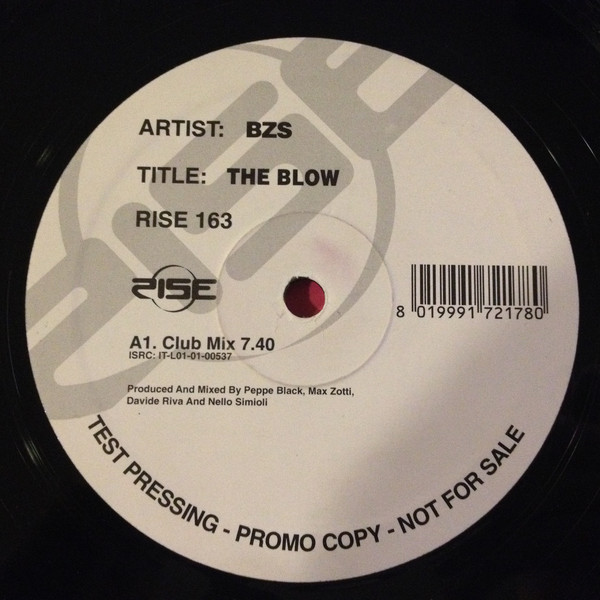 ARTIST: BZS
TITLE: THE BLOW
RISE 163
RISE
A1. Club Mix 7.40
ISRC: IT-L01-01-00537
Produced And Mixed By Peppe Black, Max Zotti,
Davide Riva And Nello Simioli
8 019991 721780
TEST PRESSING - PROMO COPY - NOT FOR SALE